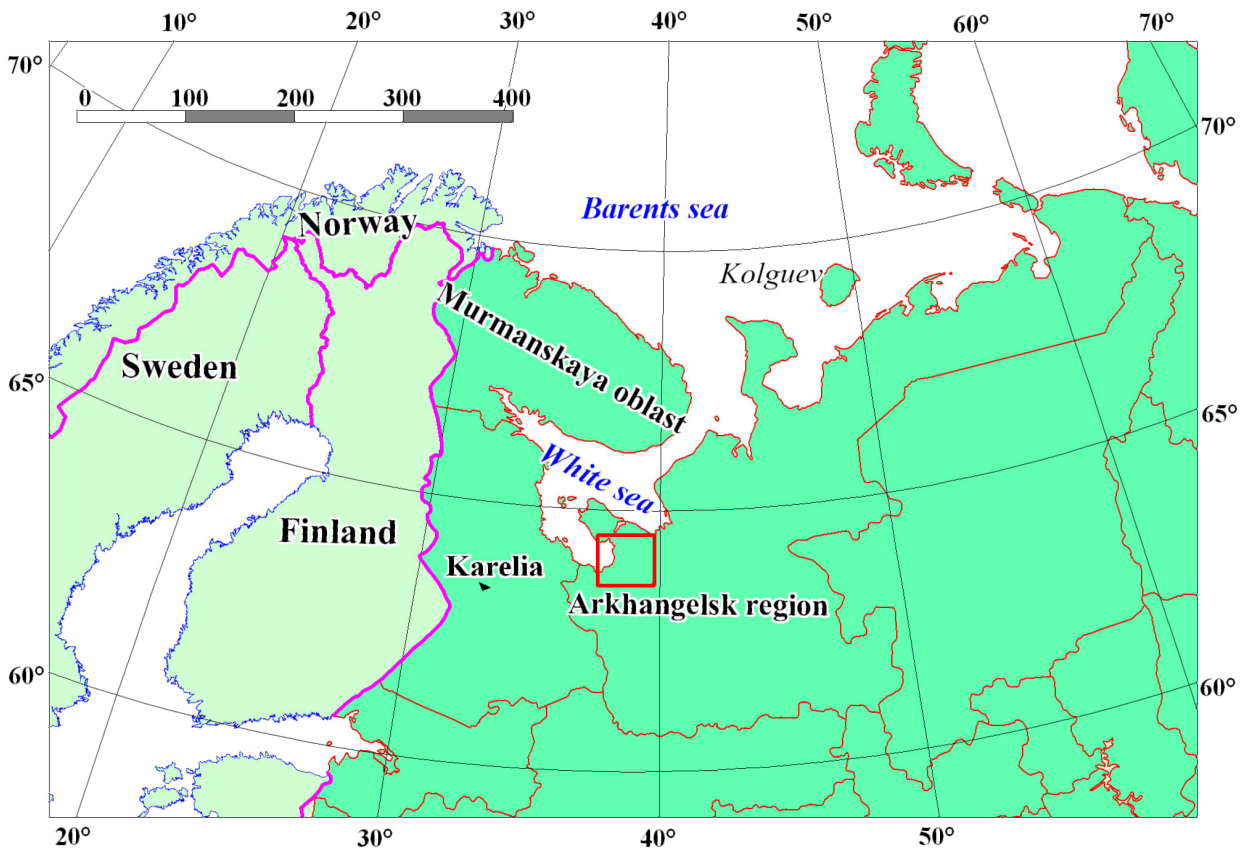 10° 20° 30° 40° 50° 60° 70°
70°
0 100 200 300 400
70°
Barents sea
Norway
Kolguev
Murmanskaya oblast
Sweden
65°
65°
White sea
Finland
Karelia
Arkhangelsk region
60°
60°
20° 30° 40° 50°